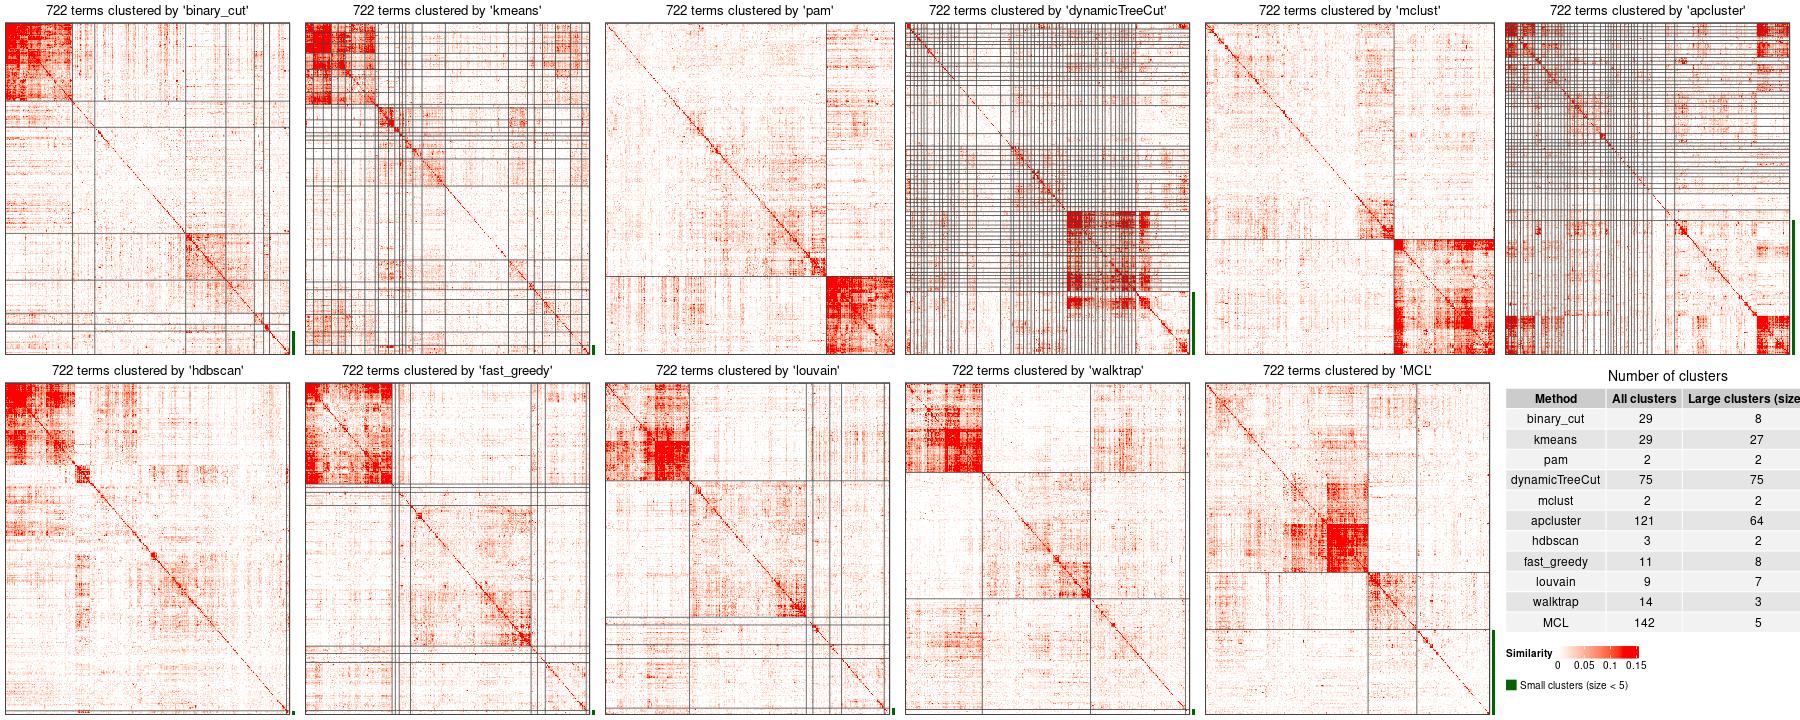 722 terms clustered by 'binary_cut'
722 terms clustered by 'kmeans'
722 terms clustered by 'pam'
722 terms clustered by 'dynamicTreeCut'
722 terms clustered by 'mclust'
722 terms clustered by 'apcluster'
722 terms clustered by 'hdbscan'
722 terms clustered by 'fast_greedy'
722 terms clustered by 'louvain'
722 terms clustered by 'walktrap'
722 terms clustered by 'MCL'
Number of clusters
Method All clusters Large clusters (size
binary_cut 29 8
kmeans 29 27
pam 2 2
dynamicTreeCut 75 75
mclust 2 2
apcluster 121 64
hdbscan 3 2
fast_greedy 11 8
louvain 9 7
walktrap 14 3
MCL 142 5
Similarity
0 0.05 0.1 0.15
Small clusters (size < 5)